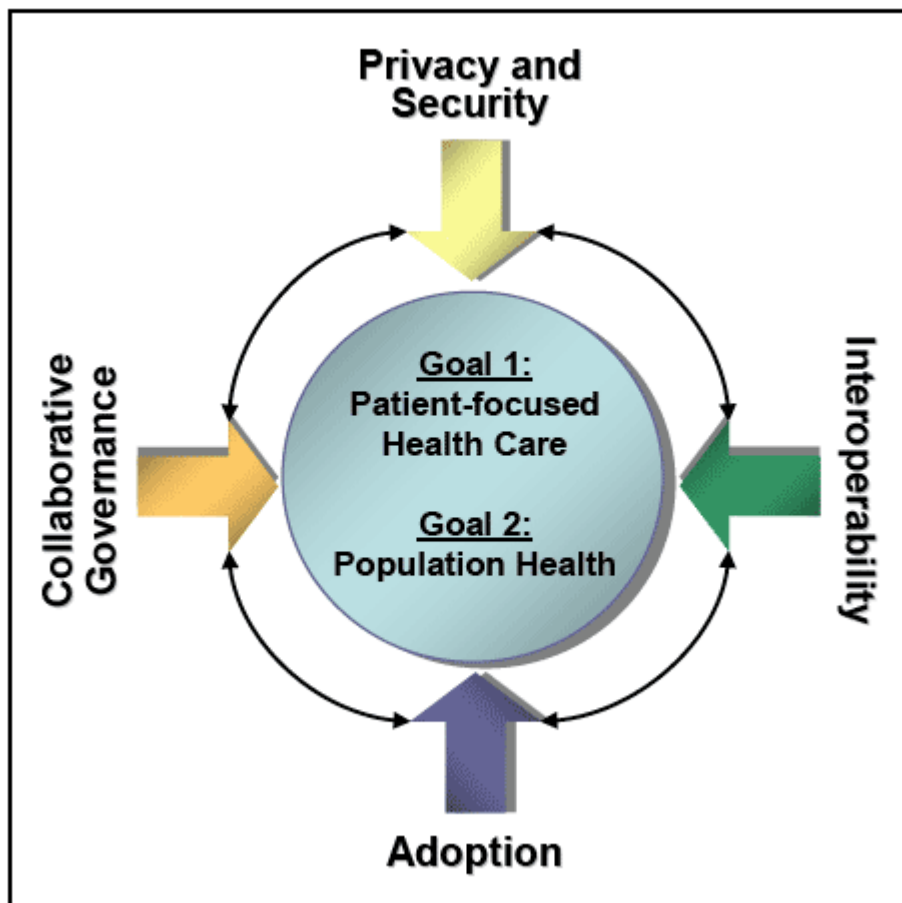 Privacy and
Security
Collaborative
Governance
Goal 1:
Patient-focused
Health Care
Goal 2:
Population Health
Interoperability
Adoption